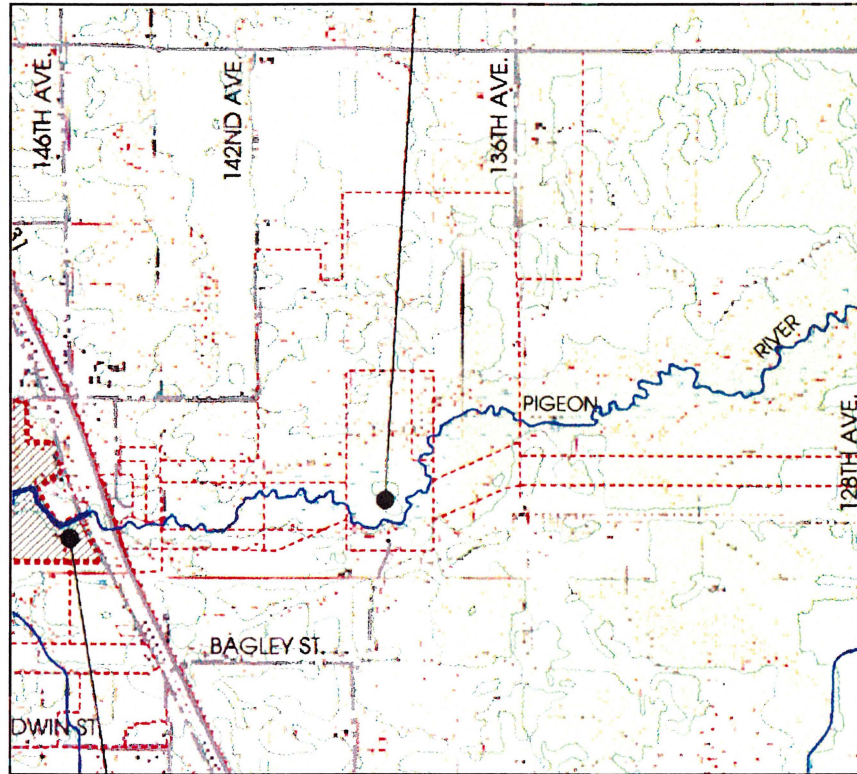 146TH AVE.
142ND AVE.
136TH AVE.
PIGEON RIVER
128TH AVE.
BAGLEY ST.
DWIN ST.